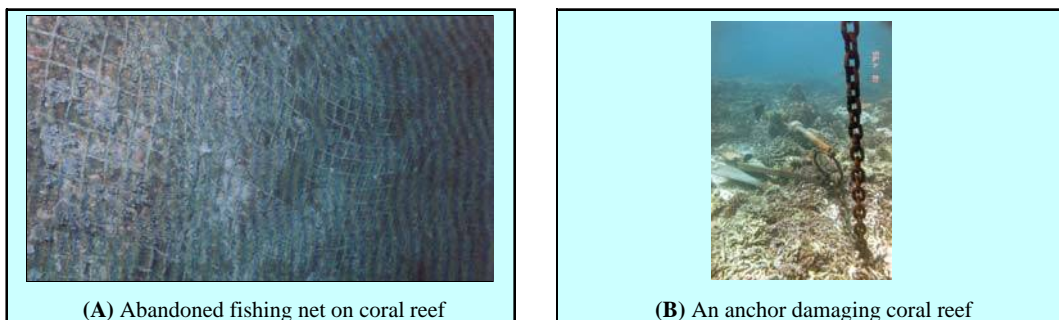 (A) Abandoned fishing net on coral reef
(B) An anchor damaging coral reef